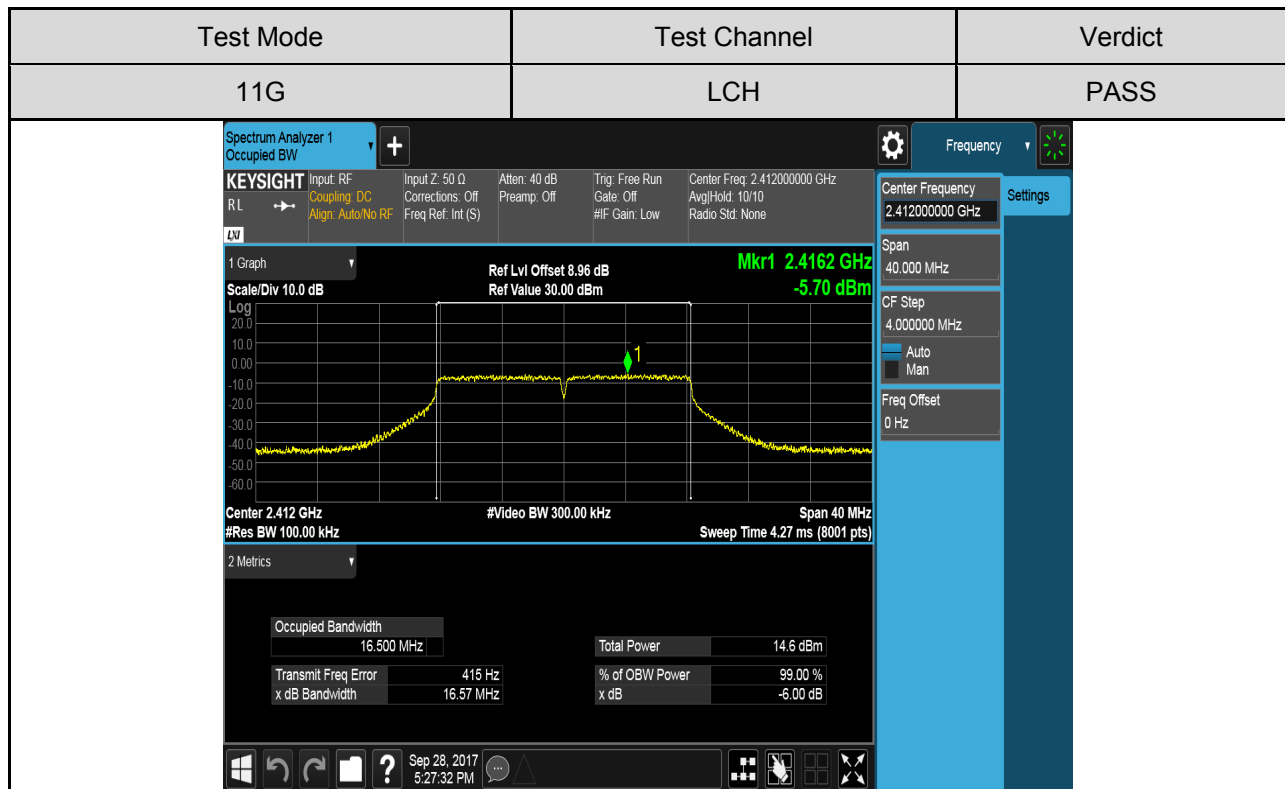 Test Mode Test Channel Verdict
11G LCH PASS
Spectrum Analyzer 1
Occupied BW
+
Frequency
KEYSIGHT Input: RF Input Z: 50 Ω Atten: 40 dB Trig: Free Run Center Freq: 2.412000000 GHz
RL Coupling: DC Corrections: Off Preamp: Off Gate: Off Avg|Hold: 10/10
Align: Auto/No RF Freq Ref: Int (S) #IF Gain: Low Radio Std: None
LXI
Center Frequency
2.412000000 GHz
Settings
Span
40.000 MHz
CF Step
4.000000 MHz
Auto
Man
Freq Offset
0 Hz
1 Graph Ref Lvl Offset 8.96 dB Mkr1 2.4162 GHz
Scale/Div 10.0 dB Ref Value 30.00 dBm -5.70 dBm
Log
20.0
10.0
0.00
-10.0
-20.0
-30.0
-40.0
-50.0
-60.0
1
Center 2.412 GHz #Video BW 300.00 kHz Span 40 MHz
#Res BW 100.00 kHz Sweep Time 4.27 ms (8001 pts)
2 Metrics
Occupied Bandwidth
16.500 MHz Total Power 14.6 dBm
Transmit Freq Error 415 Hz % of OBW Power 99.00 %
x dB Bandwidth 16.57 MHz x dB -6.00 dB
? Sep 28, 2017
5:27:32 PM